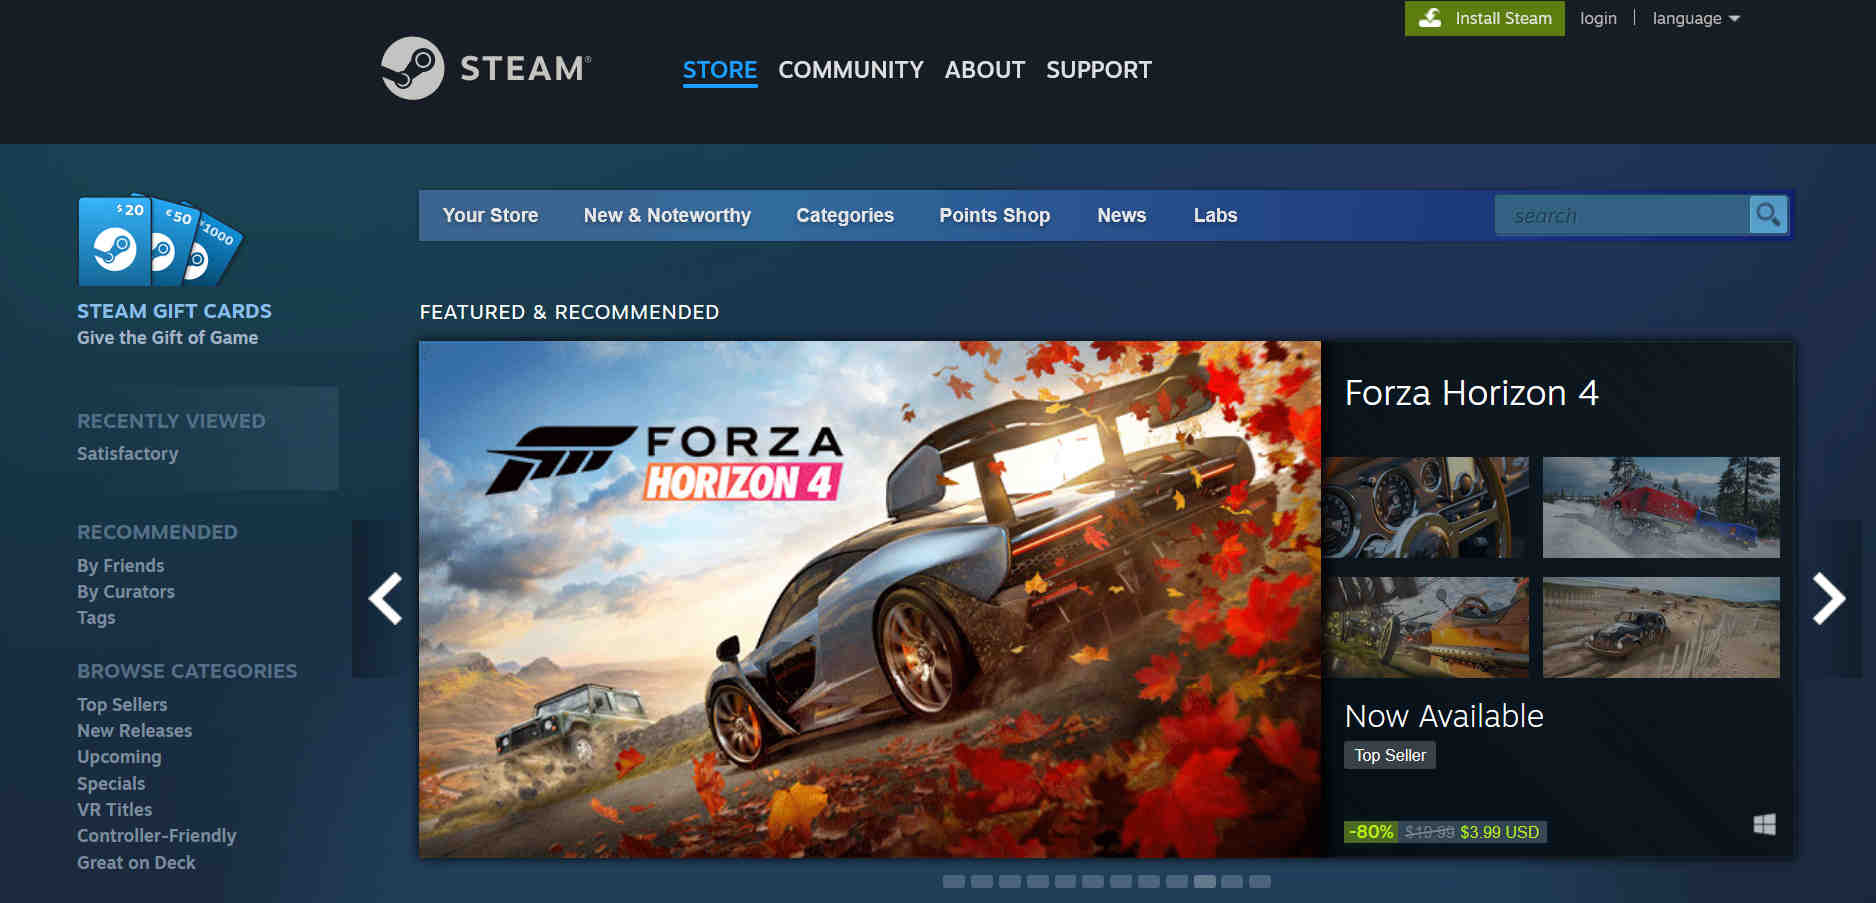 Install Steam
login
language
STEAM®
STORE
COMMUNITY
ABOUT
SUPPORT
$20
€50
¥1000
STEAM GIFT CARDS
Give the Gift of Game
RECENTLY VIEWED
Satisfactory
RECOMMENDED
By Friends
By Curators
Tags
BROWSE CATEGORIES
Top Sellers
New Releases
Upcoming
Specials
VR Titles
Controller-Friendly
Great on Deck
Your Store
New & Noteworthy
Categories
Points Shop
News
Labs
search
FEATURED & RECOMMENDED
FORZA
HORIZON 4
Forza Horizon 4
Now Available
Top Seller
-80% $19.99 $3.99 USD